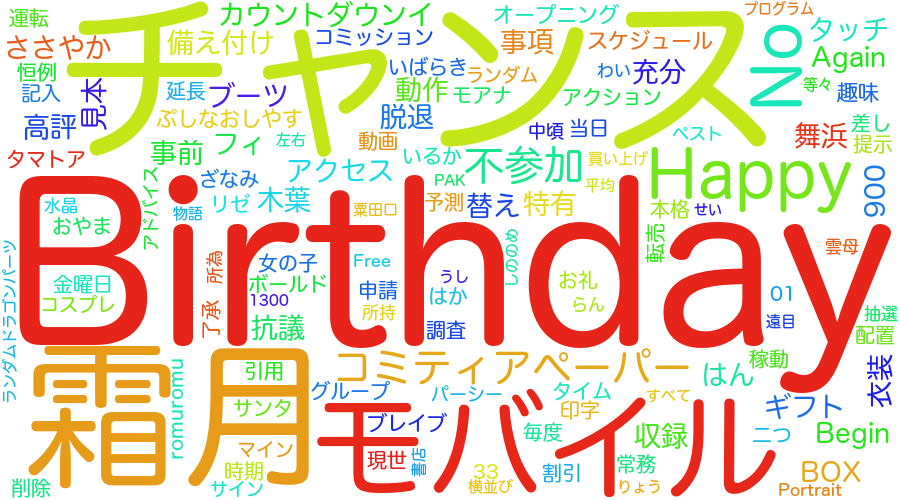 運転
カウントダウンイ
オープニング
プログラム
ささやか
備え付け
コミッション
事項
スケジュール
タッチ
No
Again
チャンス
恒例
いばらき
ランダム
わい
充分
等々
記入
見本
延長
ブーツ
動作
モアナ
アクション
趣味
高評
ぷしなおしやす
脱退
中頃
当日
舞浜
差し
提示
タマトア
事前
フィ
左右
動画
いるか
不参加
買い上げ
ペスト
アドバイス
ざなみ
アクセス
PAK
平均
Happy
900
水晶
物語
リゼ
木葉
粟田口
予測
替え
特有
本格
せい
転売
おやま
Birthday
雲母
ランダムドラゴンパーツ
所為
女の子
Free
うし
しののめ
金曜日
ボールド
申請
はか
お礼
01
コスプレ
1300
所持
らん
了承
抗議
調査
遠目
抽選
配置
霜月
コミティアペーパー
稼動
romuromu
引用
はん
衣装
グループ
パーシー
タイム
すべて
サンタ
ブレイブ
モバイル
印字
ギフト
毎度
収録
二つ
Begin
マイン
現世
書店
時期
33
割引
常務
BOX
削除
サイン
横並び
りょう
Portrait